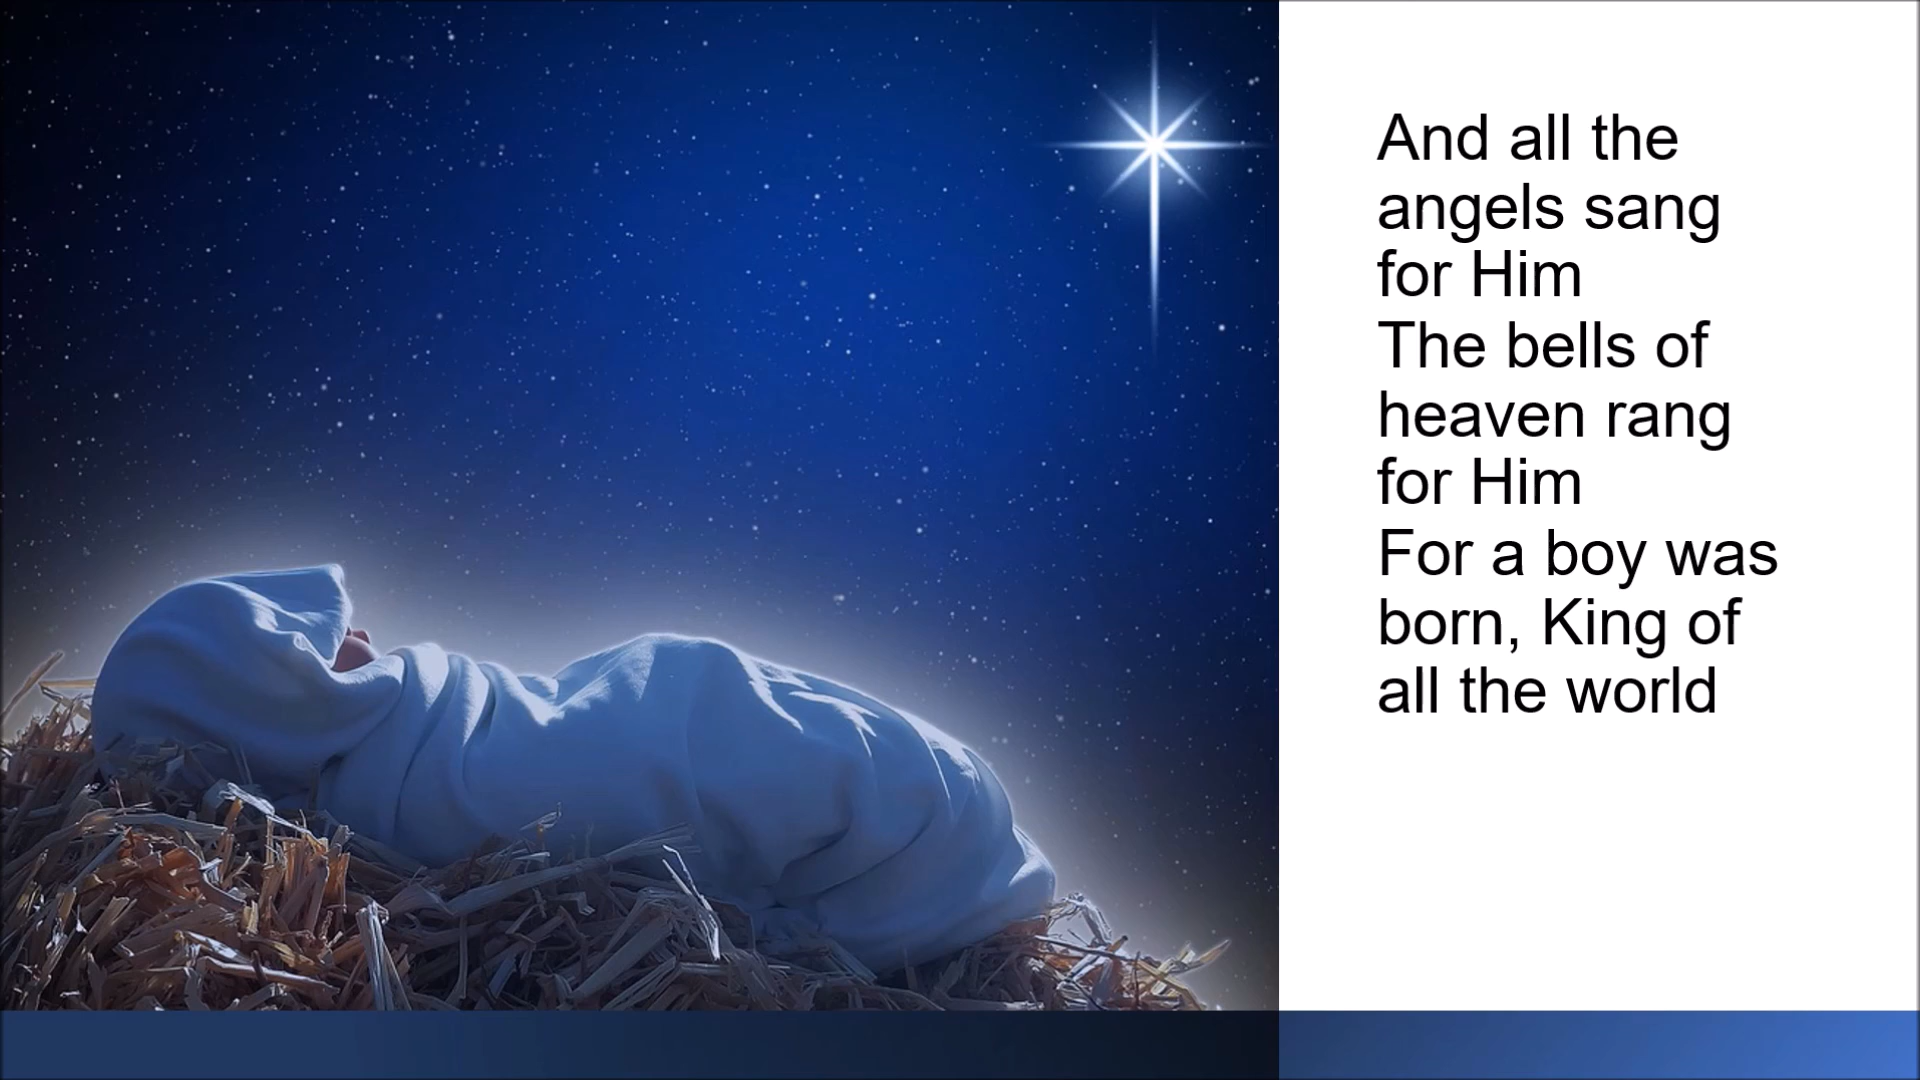 And all the
angels sang
for Him
The bells of
heaven rang
for Him
For a boy was
born, King of
all the world